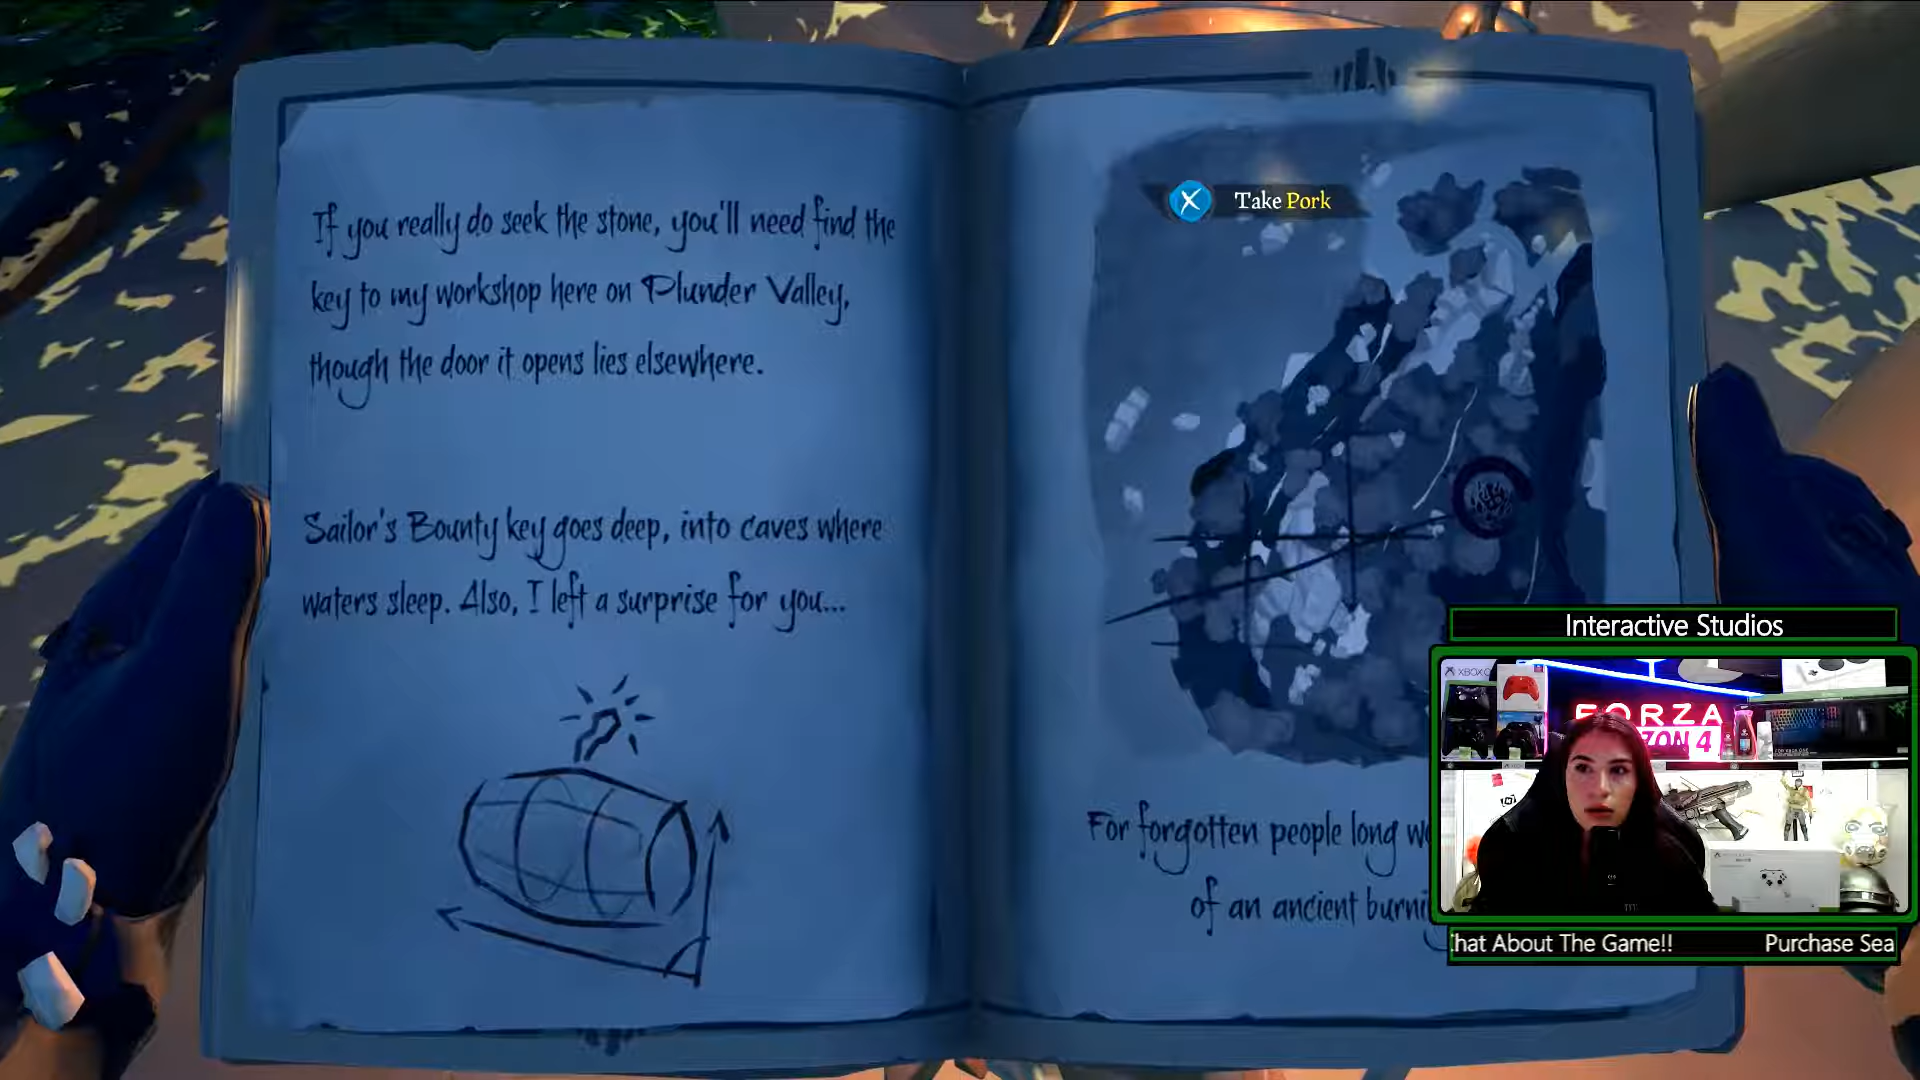 If you really do seek the stone, you'll need find the
key to my workshop here on Plunder Valley,
though the door it opens lies elsewhere.
Sailor's Bounty key goes deep, into caves where
waters sleep. Also, I left a surprise for you...
X Take Pork
For forgotten people long
of an ancient
Interactive Studios
XBOX
FORZA
ZON 4
hat About The Game!! Purchase Sea